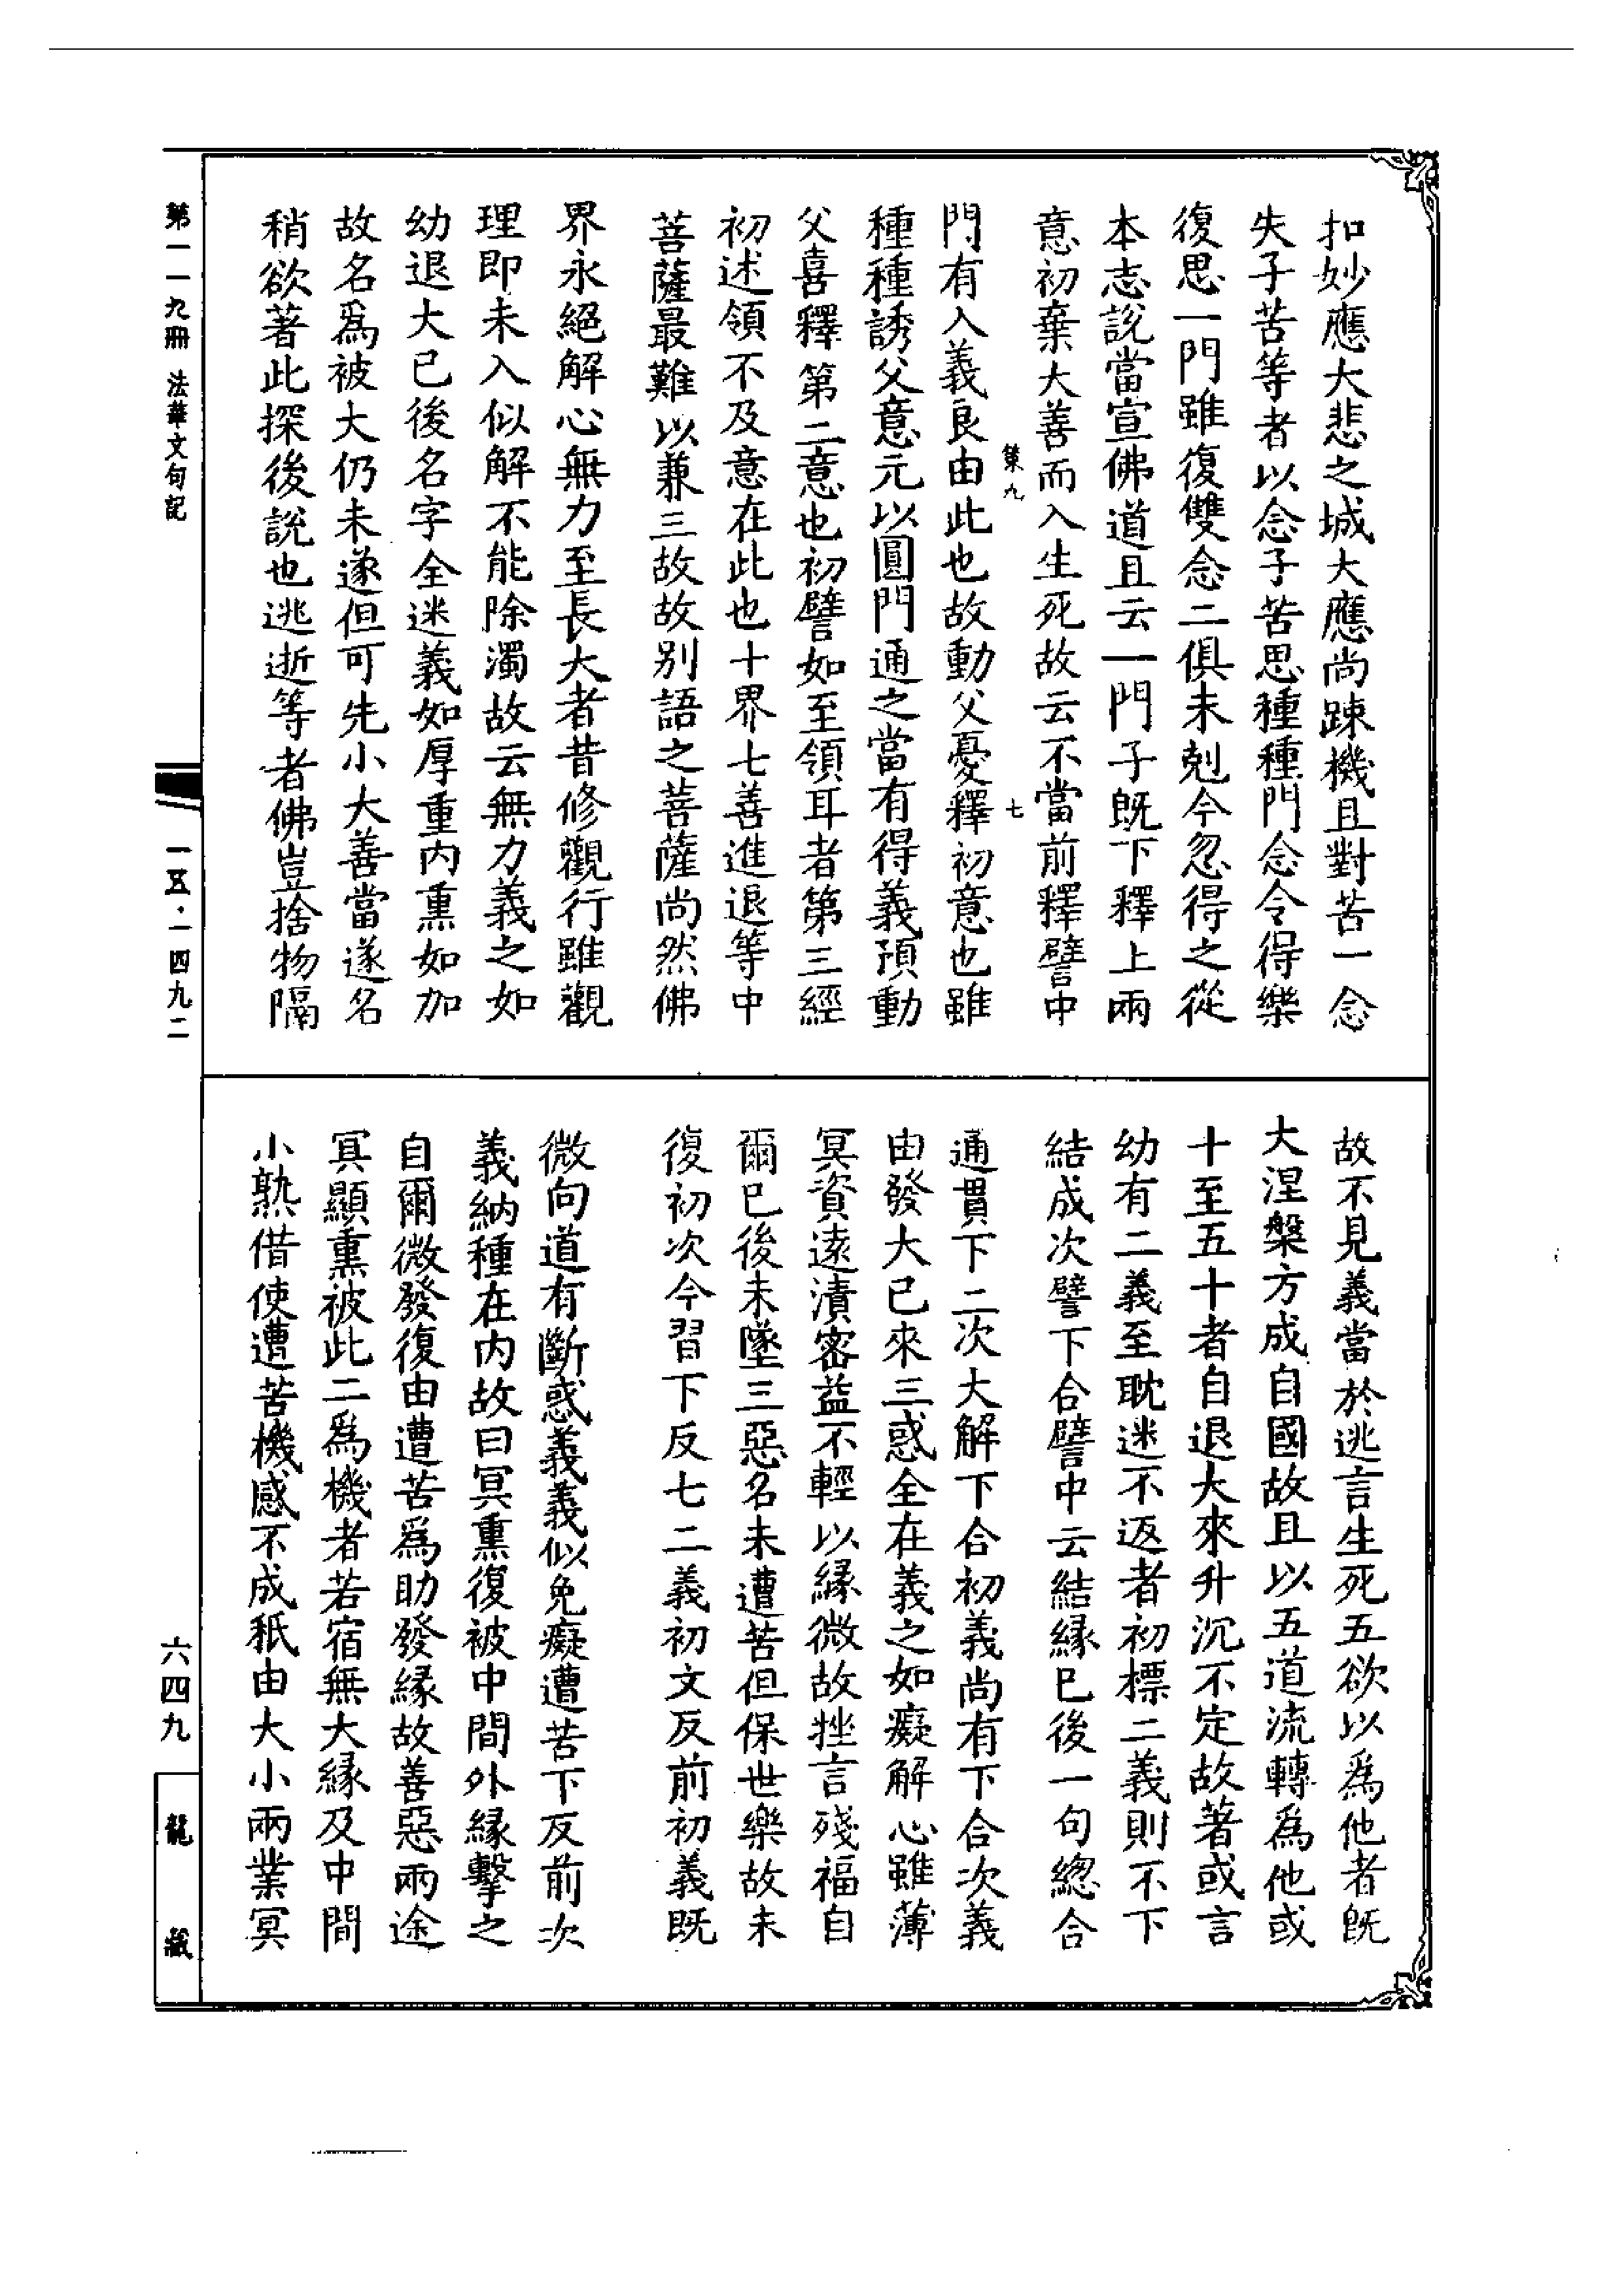 扣妙應大悲之城大應尚踈機且對苦一念
失子苦等者以念子苦思種種門念令得樂
復思一門雖復雙念二俱未剋今忽得之從
本志說當宣佛道且云一門子旣下釋上兩
意初棄大善而入生死故云不當前釋譬中
門有入義良由此也故動父憂釋初意也雖
種種誘父意元以圓門通之當有得義預動
父喜釋第二意也初譬如至領耳者第三經
初述領不及意在此也十界七善進退等中
菩薩最難以兼三故故別語之菩薩尚然佛
界永絕解心無力至長大者昔修觀行雖觀
理即未入似解不能除濁故云無力義之如
幼退大已後名字全迷義如厚重內熏如加
故名爲被大仍未遂但可先小大善當遂名
稍欲著此探後說也逃逝等者佛豈捨物隔
故不見義當於逃言生死五欲以爲他者旣
大涅槃方成自國故且以五道流轉爲他或
十至五十者自退大來升沉不定故著或言
幼有二義至耽迷不返者初標二義則不下
結成次譬下合譬中云結緣已後一句總合
通貫下二次大解下合初義尚有下合次義
由發大已來三惑全在義之如癡解心雖薄
冥資遠漬密益不輕以緣微故挫言殘福自
爾已後未墜三惡名未遭苦但保世樂故未
復初次今習下反七二義初文反前初義旣
微向道有斷惑義義似免癡遭苦下反前次
義納種在內故曰冥熏復被中間外緣擊之
自爾微發復由遭苦爲助發緣故善惡兩途
冥顯熏被此二爲機者若宿無大緣及中間
小熟借使遭苦機感不成秖由大小兩業冥
第一一九冊 法華文句記
一五·一四九二
六四九
龍藏
九
七